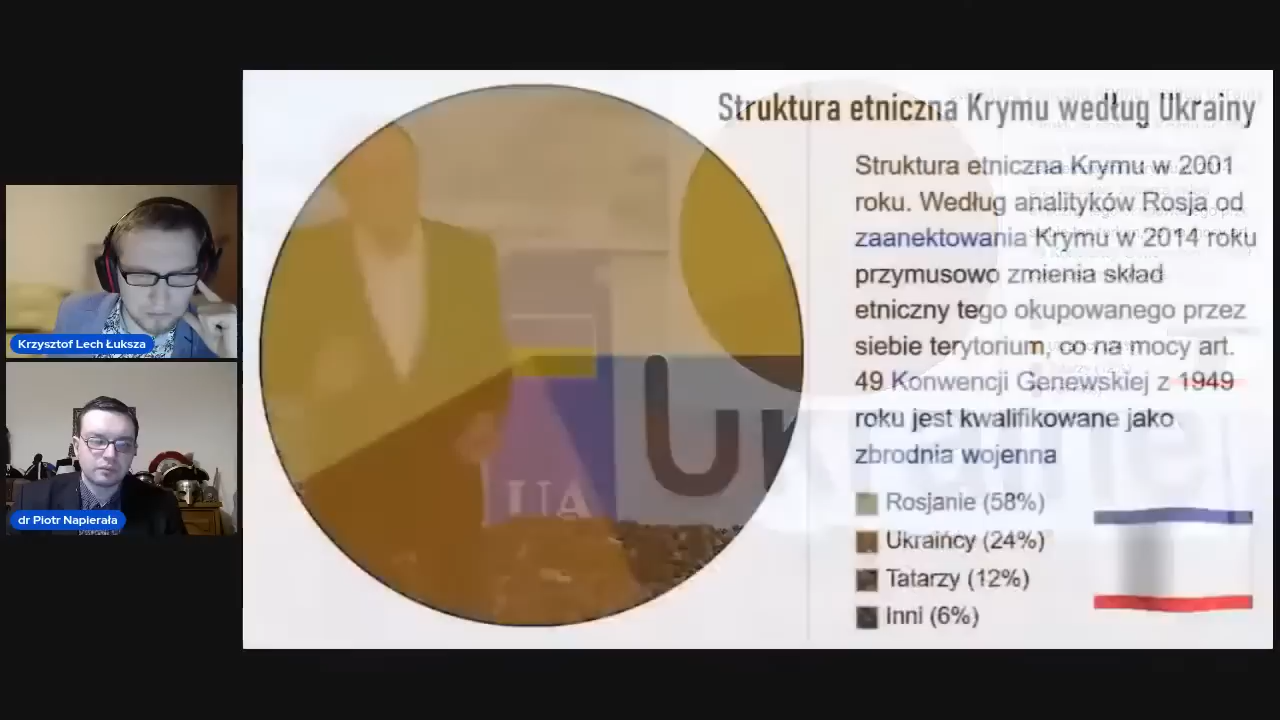 Struktura etniczna Krymu według Ukrainy
Struktura etniczna Krymu w 2001
roku. Według analityków Rosja od
zaanektowania Krymu w 2014 roku
przymusowo zmienia skład
etniczny tego okupowanego przez
siebie terytorium, co na mocy art.
49 Konwencji Genewskiej z 1949
roku jest kwalifikowane jako
zbrodnia wojenna
Rosjanie (58%)
Ukraińcy (24%)
Tatarzy (12%)
Inni (6%)
UA
Ukraine
Krzysztof Lech Łuksza
dr Piotr Napierała